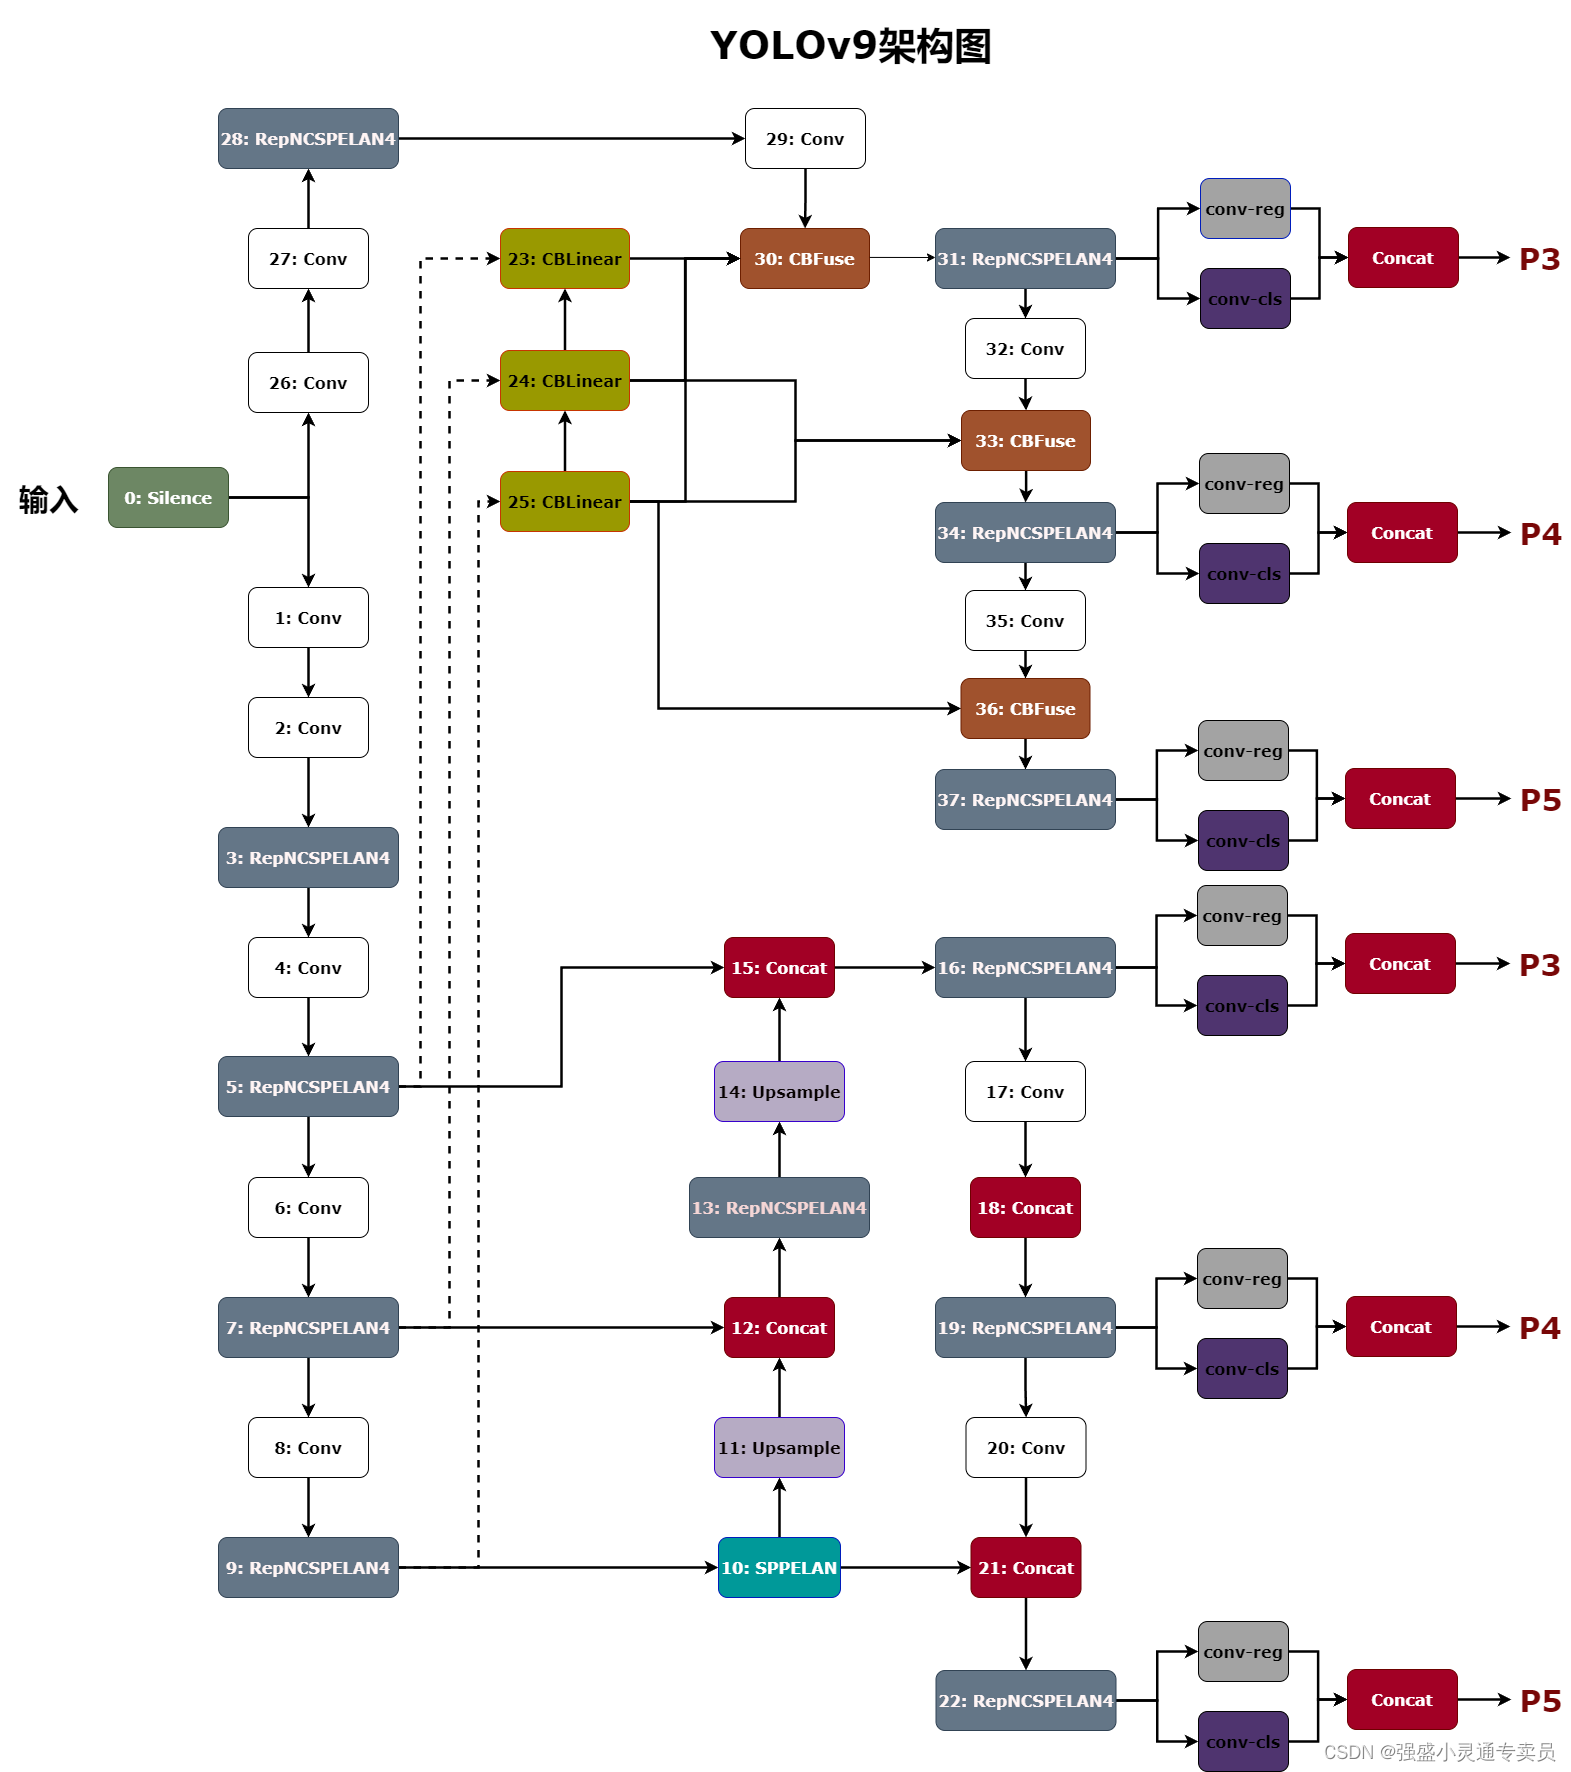 YOLOv9架构图
28: RepNCSPELAN4
29: Conv
27: Conv
23: CBLinear
30: CBFuse
31: RepNCSPELAN4
conv-reg
conv-cls
Concat
P3
26: Conv
24: CBLinear
32: Conv
33: CBFuse
输入
0: Silence
25: CBLinear
34: RepNCSPELAN4
conv-reg
conv-cls
Concat
P4
1: Conv
35: Conv
2: Conv
36: CBFuse
37: RepNCSPELAN4
conv-reg
conv-cls
Concat
P5
3: RepNCSPELAN4
4: Conv
15: Concat
16: RepNCSPELAN4
conv-reg
conv-cls
Concat
P3
5: RepNCSPELAN4
14: Upsample
17: Conv
6: Conv
13: RepNCSPELAN4
18: Concat
7: RepNCSPELAN4
12: Concat
19: RepNCSPELAN4
conv-reg
conv-cls
Concat
P4
8: Conv
11: Upsample
20: Conv
9: RepNCSPELAN4
10: SPPELAN
21: Concat
22: RepNCSPELAN4
conv-reg
conv-cls
Concat
P5
CSDN @强盛小灵通专卖员